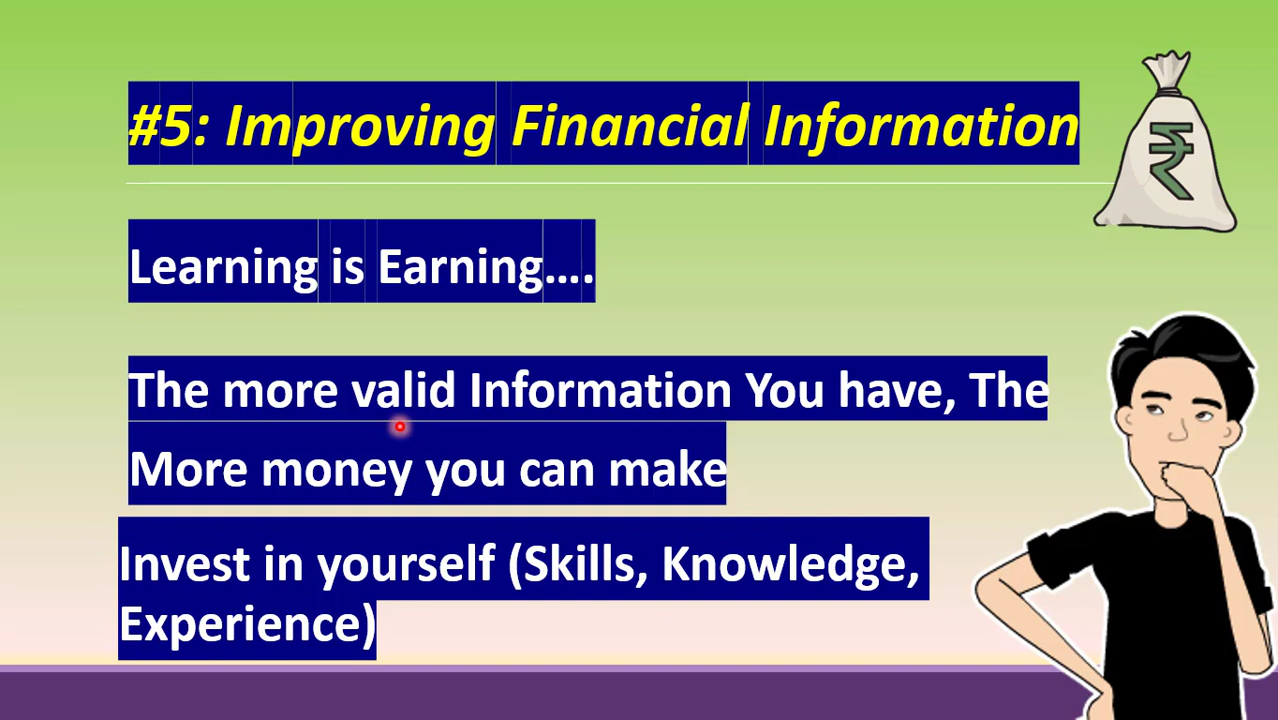 #5: Improving Financial Information
Learning is Earning....
The more valid Information You have, The
More money you can make
Invest in yourself (Skills, Knowledge,
Experience)
₹